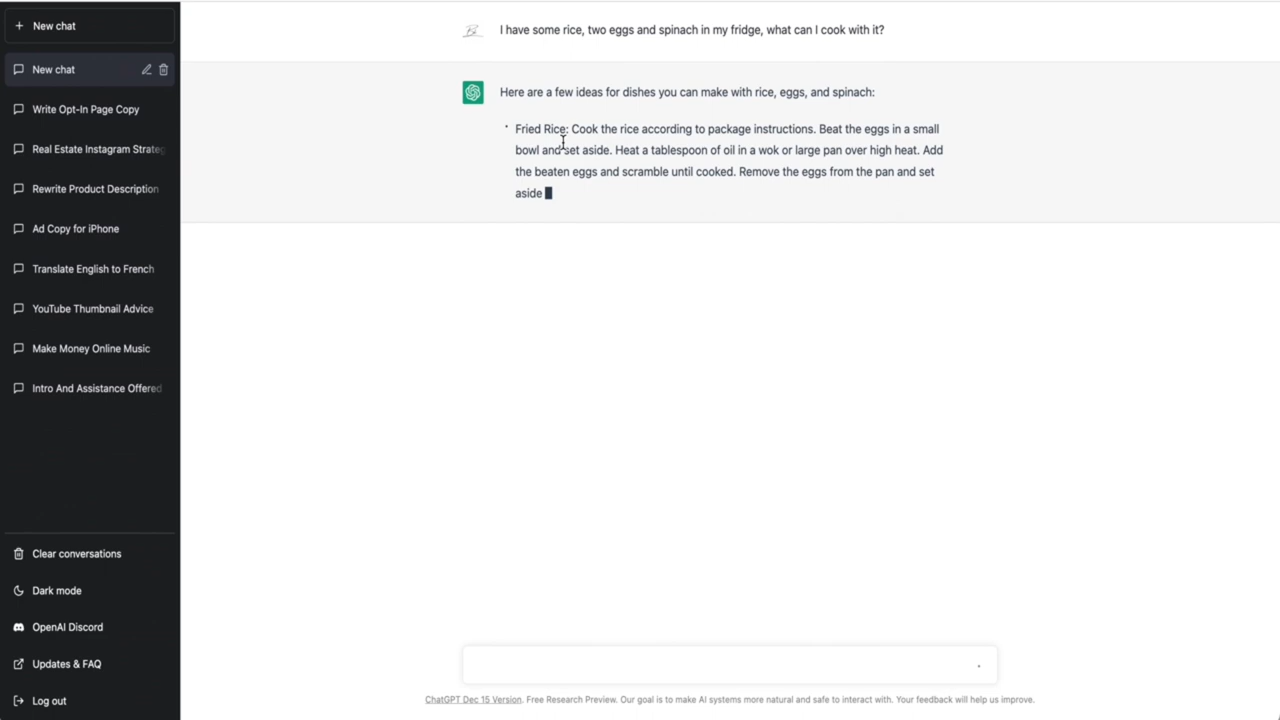 New chat
New chat
Write Opt-In Page Copy
Real Estate Instagram Strateg
Rewrite Product Description
Ad Copy for iPhone
Translate English to French
YouTube Thumbnail Advice
Make Money Online Music
Intro And Assistance Offered
Clear conversations
Dark mode
OpenAI Discord
Updates & FAQ
Log out
I have some rice, two eggs and spinach in my fridge, what can I cook with it?
Here are a few ideas for dishes you can make with rice, eggs, and spinach:
• Fried Rice: Cook the rice according to package instructions. Beat the eggs in a small
bowl and set aside. Heat a tablespoon of oil in a wok or large pan over high heat. Add
the beaten eggs and scramble until cooked. Remove the eggs from the pan and set
aside
ChatGPT Dec 15 Version. Free Research Preview. Our goal is to make AI systems more natural and safe to interact with. Your feedback will help us improve.